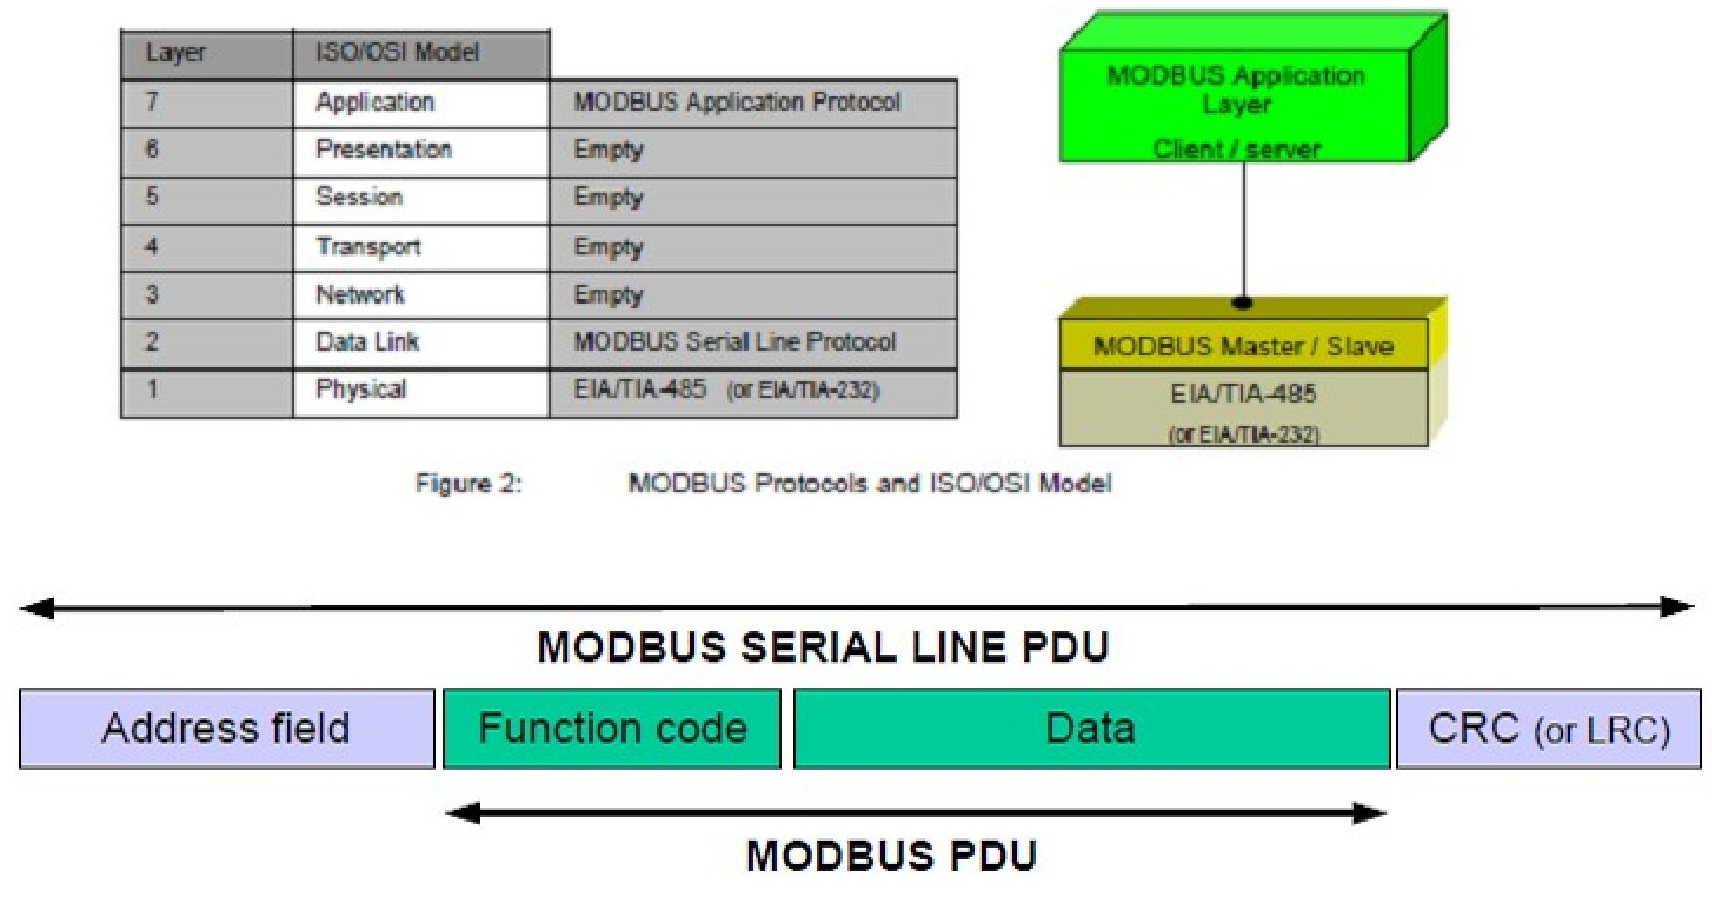 Layer ISO/OSI Model
7 Application MODBUS Application Protocol
6 Presentation Empty
5 Session Empty
4 Transport Empty
3 Network Empty
2 Data Link MODBUS Serial Line Protocol
1 Physical EIA/TIA-485 (or EIA/TIA-232)
MODBUS Application
Layer
Client / server
MODBUS Master / Slave
EIA/TIA-485
(or EIA/TIA-232)
Figure 2: MODBUS Protocols and ISO/OSI Model
MODBUS SERIAL LINE PDU
Address field Function code Data CRC (or LRC)
MODBUS PDU